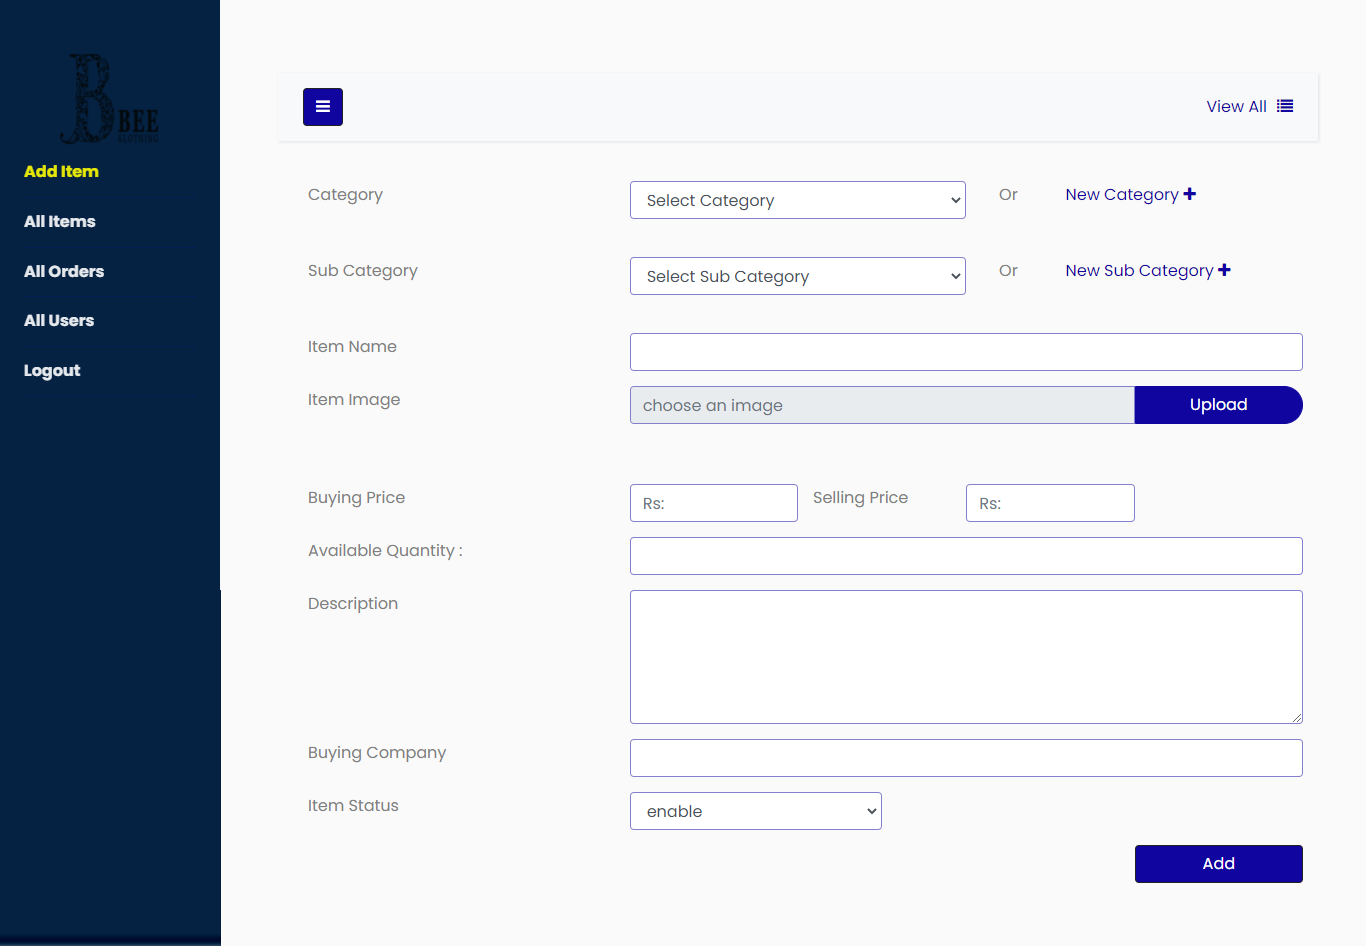 B BEE
CLOTHING
Add Item
All Items
All Orders
All Users
Logout
View All
Category
Select Category
Or
New Category
Sub Category
Select Sub Category
Or
New Sub Category
Item Name
Item Image
choose an image
Upload
Buying Price
Rs:
Selling Price
Rs:
Available Quantity :
Description
Buying Company
Item Status
enable
Add